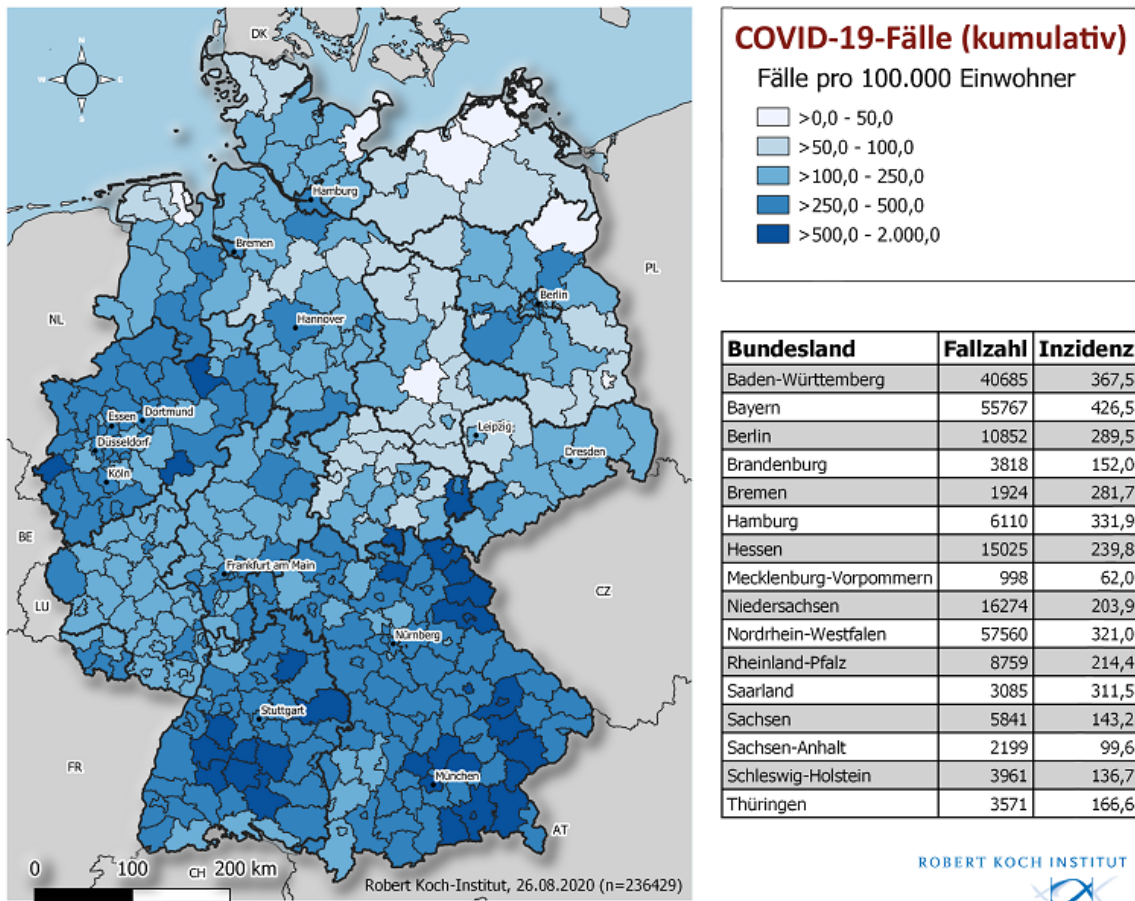 DK
N
W E
S
Hamburg
Bremen
PL
Berlin
NL
Hannover
Essen Dortmund
Düsseldorf
Leipzig
Köln
Dresden
BE
Frankfurt am Main
LU
CZ
Nürnberg
Stuttgart
FR
München
AT
CH
0 100 200 km
Robert Koch-Institut, 26.08.2020 (n=236429)
COVID-19-Fälle (kumulativ)
Fälle pro 100.000 Einwohner
>0,0 - 50,0
>50,0 - 100,0
>100,0 - 250,0
>250,0 - 500,0
>500,0 - 2.000,0
Bundesland Fallzahl Inzidenz
Baden-Württemberg 40685 367,5
Bayern 55767 426,5
Berlin 10852 289,5
Brandenburg 3818 152,0
Bremen 1924 281,7
Hamburg 6110 331,9
Hessen 15025 239,8
Mecklenburg-Vorpommern 998 62,0
Niedersachsen 16274 203,9
Nordrhein-Westfalen 57560 321,0
Rheinland-Pfalz 8759 214,4
Saarland 3085 311,5
Sachsen 5841 143,2
Sachsen-Anhalt 2199 99,6
Schleswig-Holstein 3961 136,7
Thüringen 3571 166,6
ROBERT KOCH INSTITUT